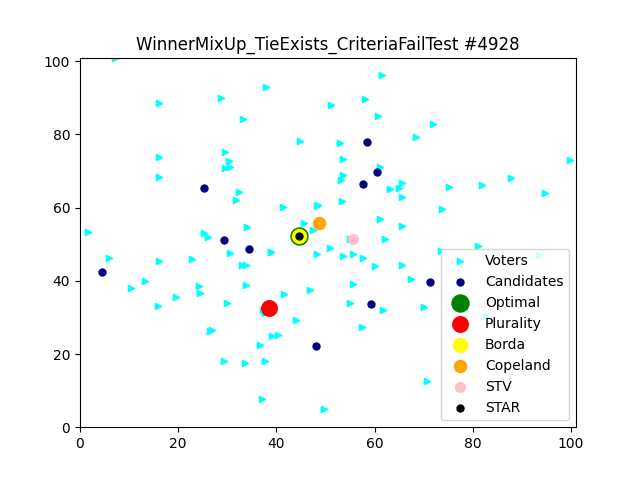 WinnerMixUp_TieExists_CriteriaFailTest #4928
100
80
60
40
20
0
0 20 40 60 80 100
Voters
Candidates
Optimal
Plurality
Borda
Copeland
STV
STAR